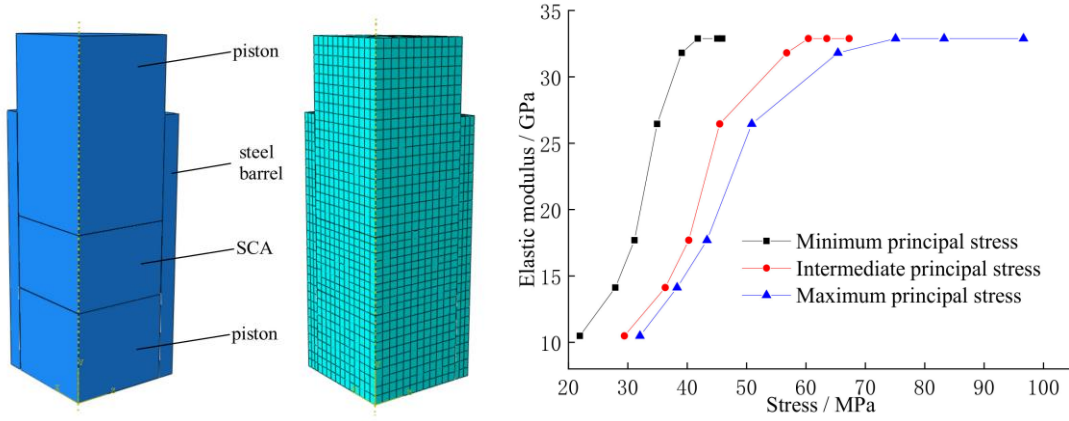 piston
steel
barrel
SCA
piston
Elastic modulus / GPa
35
30
25
20
15
10
Minimum principal stress
Intermediate principal stress
Maximum principal stress
20 30 40 50 60 70 80 90 100
Stress / MPa